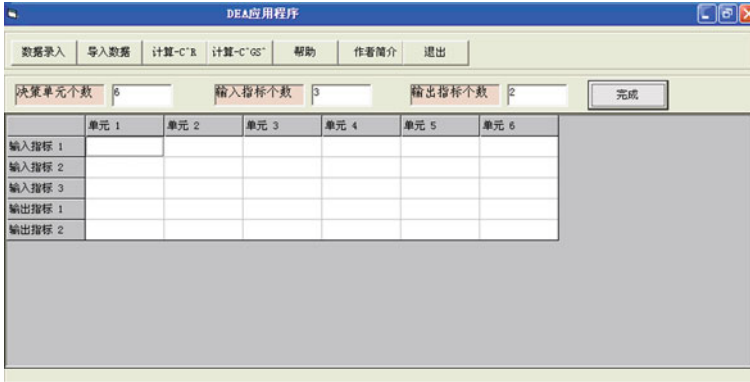 DEA应用程序
数据录入 导入数据 计算-C²R 计算-C²GS² 帮助 作者简介 退出
决策单元个数 6 输入指标个数 3 输出指标个数 2 完成
单元 1 单元 2 单元 3 单元 4 单元 5 单元 6
输入指标 1
输入指标 2
输入指标 3
输出指标 1
输出指标 2